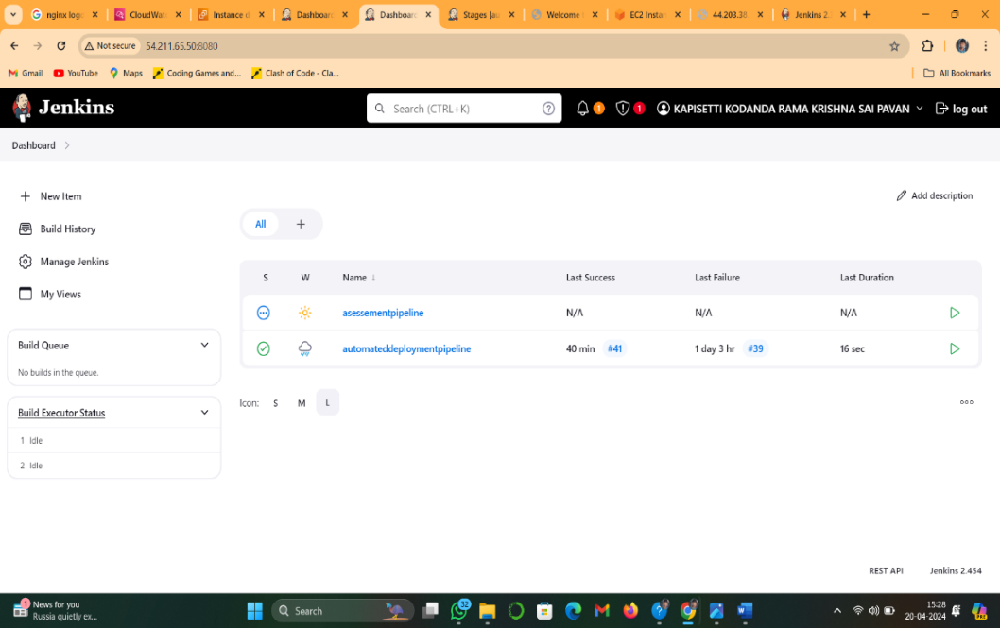 nginx logo
CloudWat
Instance d
Dashboard
Dashboard
Stages [au
Welcome
EC2 Instan
44.203.38
Jenkins 2.
Not secure 54.211.65.50:8080
Gmail YouTube Maps Coding Games and... Clash of Code - Cla... All Bookmarks
Jenkins
Search (CTRL+K)
1
1
KAPISETTI KODANDA RAMA KRISHNA SAI PAVAN
log out
Dashboard
New Item
Build History
Manage Jenkins
My Views
Add description
All
S W Name ↓ Last Success Last Failure Last Duration
asessementpipeline N/A N/A N/A
automateddeploymentpipeline 40 min #41 1 day 3 hr #39 16 sec
Icon: S M L
Build Queue
No builds in the queue.
Build Executor Status
1 Idle
2 Idle
REST API Jenkins 2.454
1
News for you
Russia quietly ex...
Search
32
15:28
20-04-2024